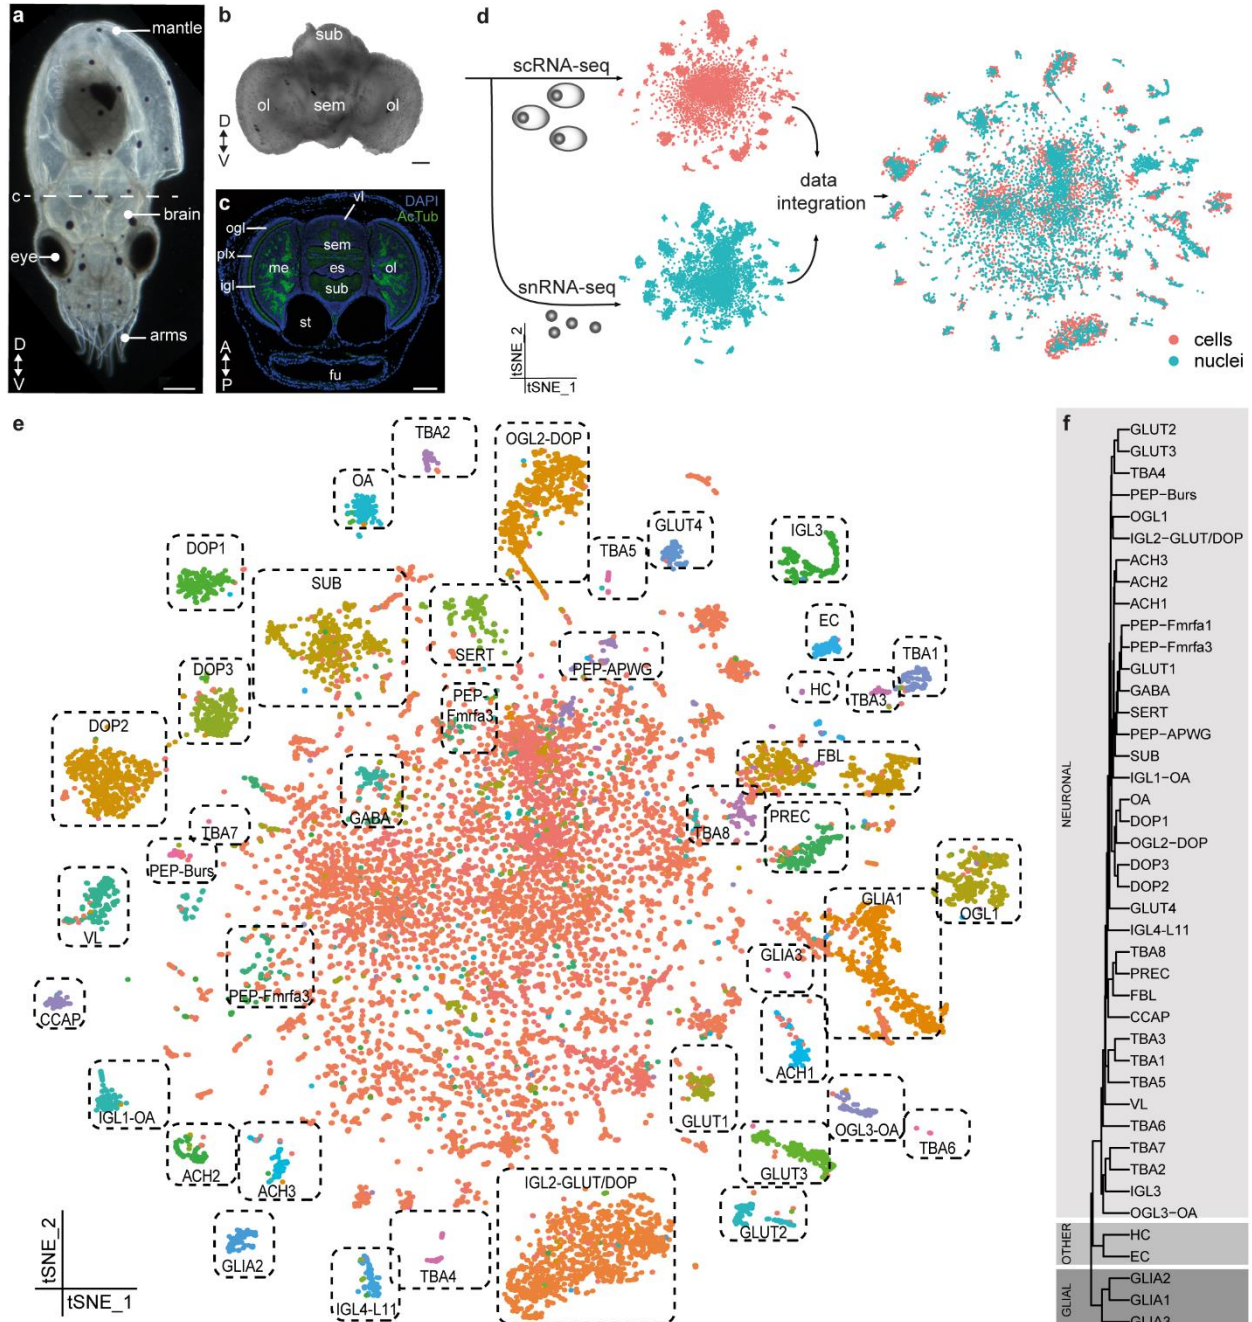 a
mantle
c
brain
eye
arms
D
V
b
sub
ol
sem
ol
D
V
c
vl
DAPI
AcTub
ogl
sem
plx
me
es
ol
igl
sub
st
A
P
fu
d
scRNA-seq
snRNA-seq
data
integration
tSNE_2
tSNE_1
cells
nuclei
e
TBA2
OGL2-DOP
OA
GLUT4
IGL3
DOP1
TBA5
SUB
EC
SERT
TBA1
PEP-APWG
DOP3
HC
TBA3
PEP-
Fmrfa3
DOP2
FBL
GABA
TBA8
PREC
TBA7
PEP-Burs
GLIA1
OGL1
VL
GLIA3
PEP-Fmrfa3
CCAP
ACH1
IGL1-OA
GLUT1
OGL3-OA
TBA6
ACH2
ACH3
GLUT3
IGL2-GLUT/DOP
GLUT2
GLIA2
TBA4
IGL4-L11
tSNE_2
tSNE_1
f
GLUT2
GLUT3
TBA4
PEP-Burs
OGL1
IGL2-GLUT/DOP
ACH3
ACH2
ACH1
PEP-Fmrfa1
PEP-Fmrfa3
GLUT1
GABA
SERT
PEP-APWG
SUB
IGL1-OA
OA
DOP1
OGL2-DOP
DOP3
DOP2
GLUT4
IGL4-L11
TBA8
PREC
FBL
CCAP
TBA3
TBA1
TBA5
VL
TBA6
TBA7
TBA2
IGL3
OGL3-OA
HC
EC
GLIA2
GLIA1
GLIA3
NEURONAL
OTHER
GLIAL